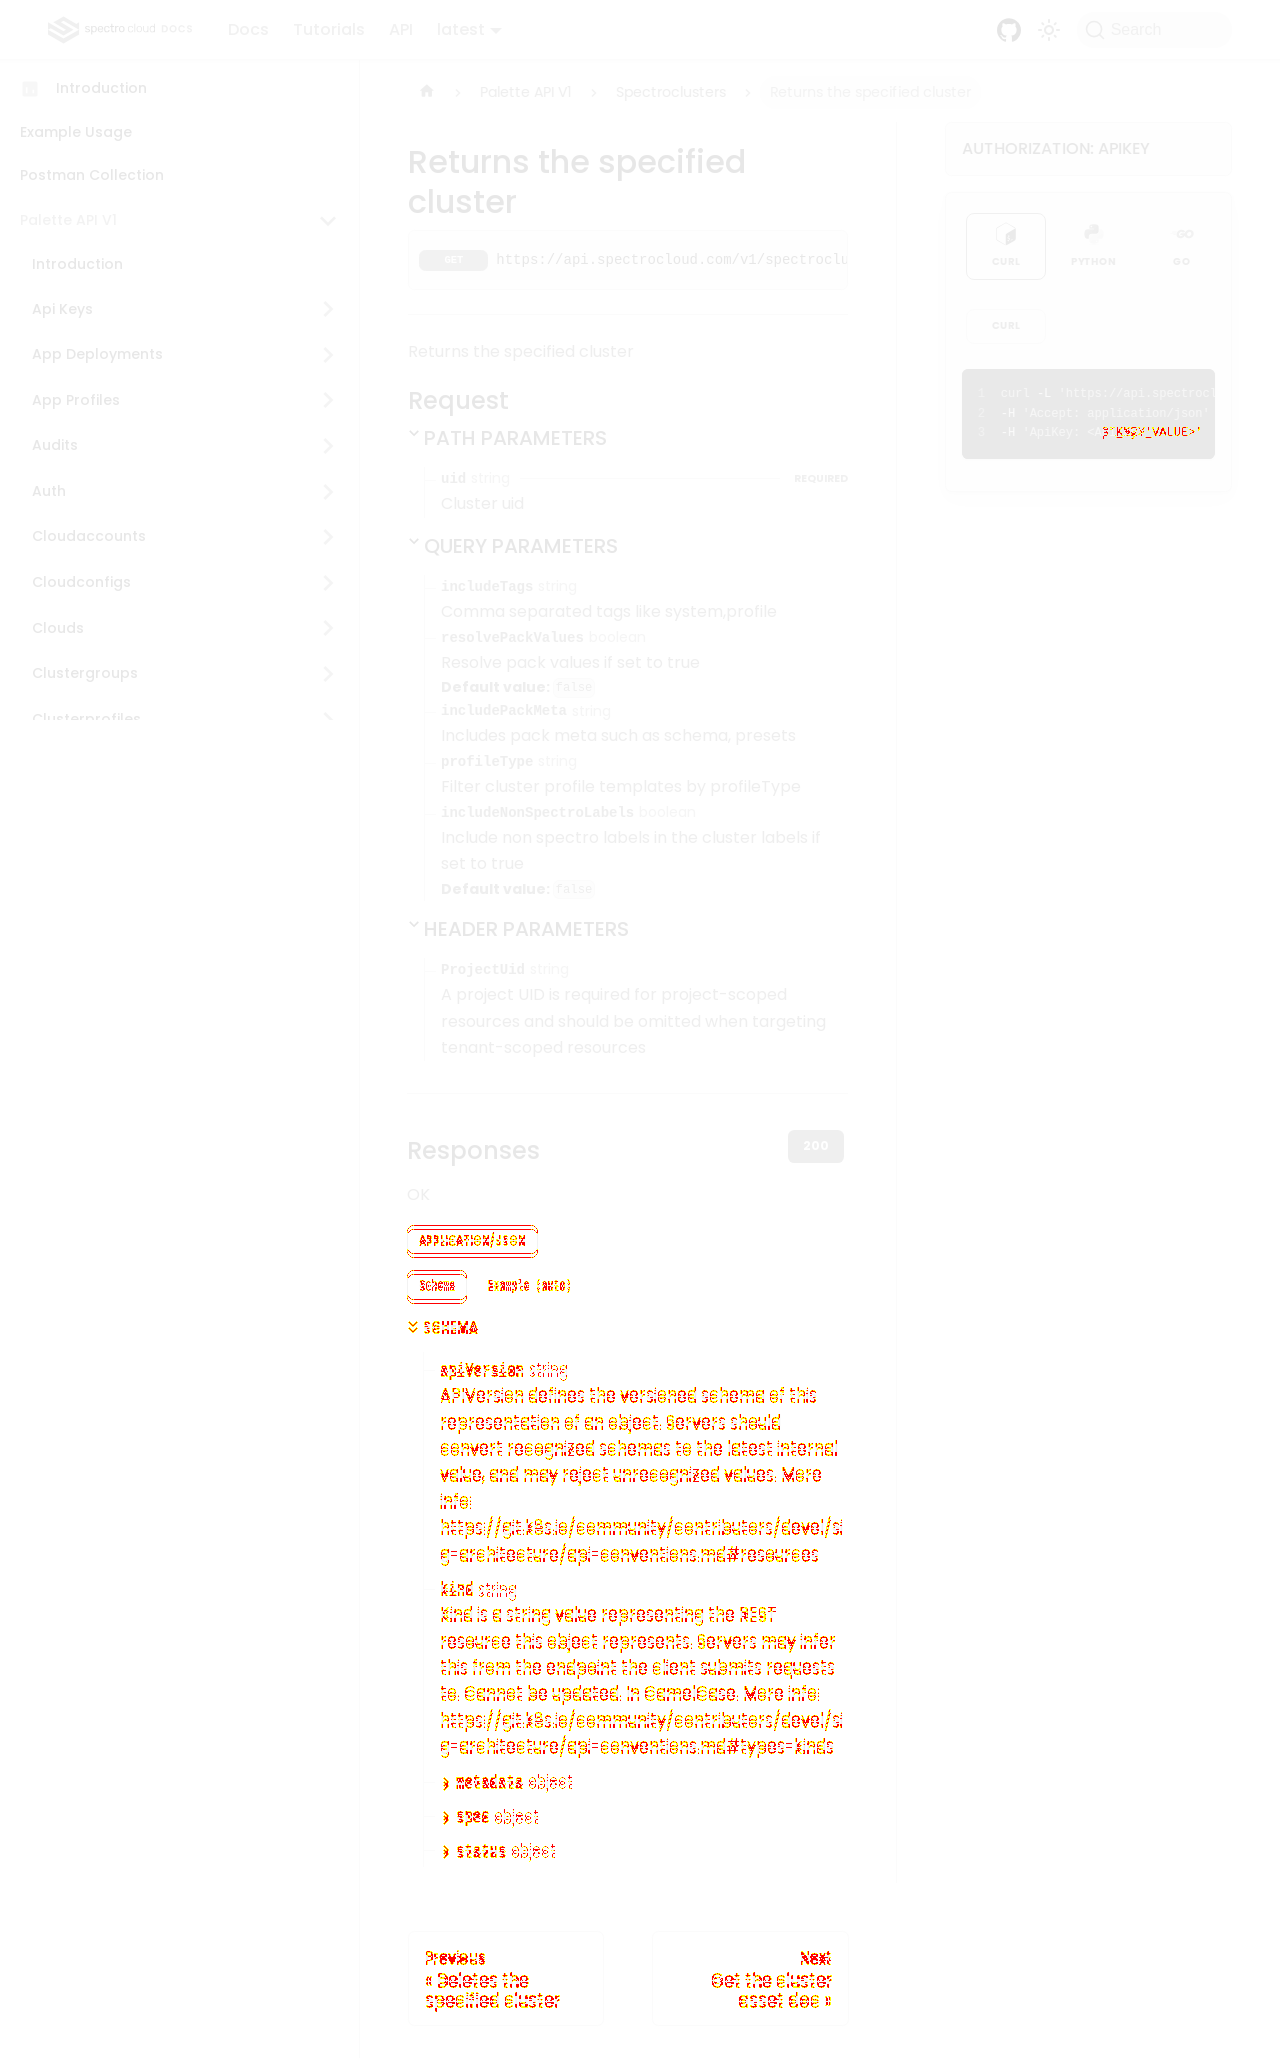 spectro cloud DOCS
Docs Tutorials API latest
Search
Introduction
Example Usage
Postman Collection
Palette API V1
Introduction
Api Keys
App Deployments
App Profiles
Audits
Auth
Cloudaccounts
Cloudconfigs
Clouds
Clustergroups
Clusterprofiles
Palette API V1 › Spectroclusters › Returns the specified cluster
Returns the specified
cluster
GET https://api.spectrocloud.com/v1/spectroclu
Returns the specified cluster
Request
PATH PARAMETERS
uid string REQUIRED
Cluster uid
QUERY PARAMETERS
includeTags string
Comma separated tags like system,profile
resolvePackValues boolean
Resolve pack values if set to true
Default value: false
includePackMeta string
Includes pack meta such as schema, presets
profileType string
Filter cluster profile templates by profileType
includeNonSpectroLabels boolean
Include non spectro labels in the cluster labels if
set to true
Default value: false
HEADER PARAMETERS
ProjectUid string
A project UID is required for project-scoped
resources and should be omitted when targeting
tenant-scoped resources
Responses 200
OK
APPLICATION/JSON
Schema Example (auto)
SCHEMA
apiVersion string
APIVersion defines the versioned schema of this
representation of an object. Servers should
convert recognized schemas to the latest internal
value, and may reject unrecognized values. More
info:
https://git.k8s.io/community/contributors/devel/si
g-architecture/api-conventions.md#resources
kind string
Kind is a string value representing the REST
resource this object represents. Servers may infer
this from the endpoint the client submits requests
to. Cannot be updated. In CamelCase. More info:
https://git.k8s.io/community/contributors/devel/si
g-architecture/api-conventions.md#types-kinds
metadata object
spec object
status object
Previous
« Deletes the
specified cluster
Next
Get the cluster
asset doc »
AUTHORIZATION: APIKEY
CURL PYTHON GO
CURL
1 curl -L 'https://api.spectrocl
2 -H 'Accept: application/json'
3 -H 'ApiKey: